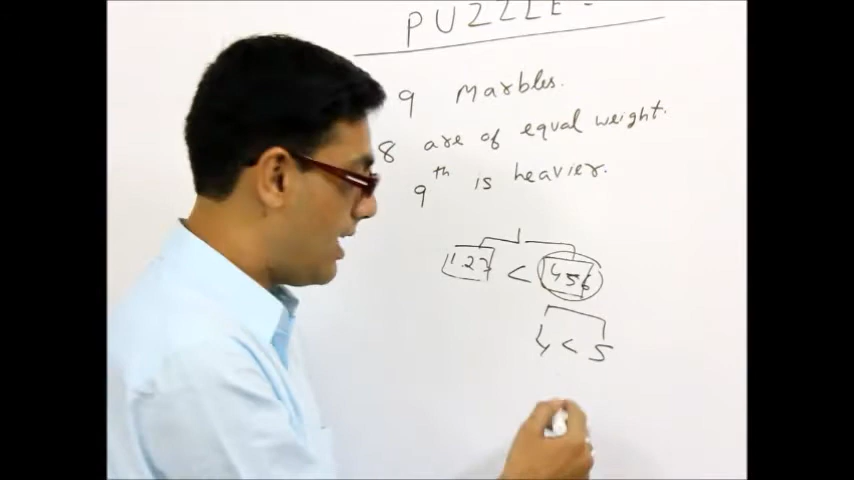 PUZZLE -
9 Marbles.
8 are of equal weight.
9th is heavier.
127 < 456
4 < 5